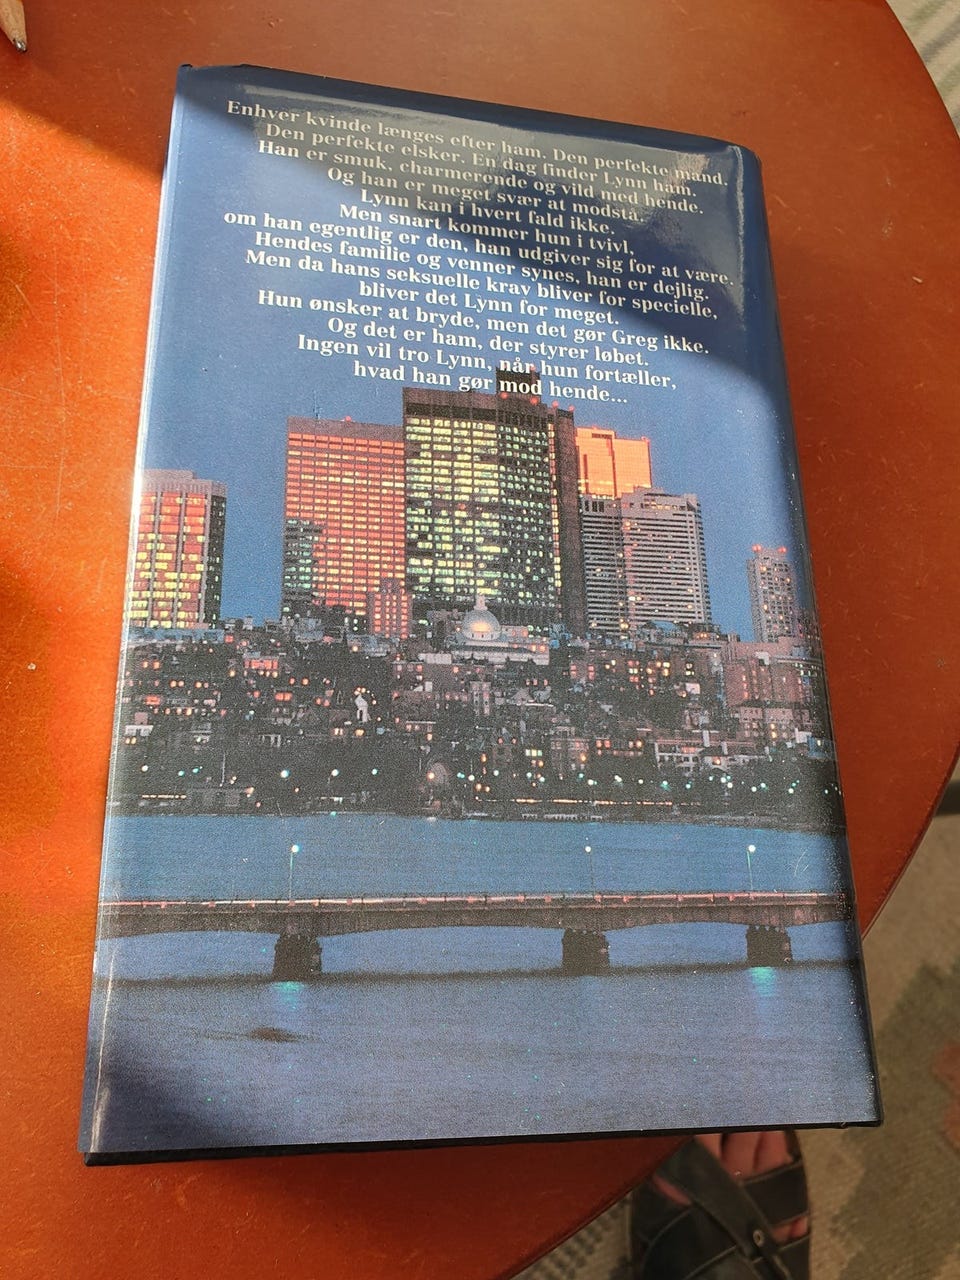 Enhver kvinde længes efter ham. Den perfekte mand.
Den perfekte elsker. En dag finder Lynn ham.
Han er smuk, charmerende og vild med hende.
Og han er meget svær at modstå.
Lynn kan i hvert fald ikke.
Men snart kommer hun i tvivl,
om han egentlig er den, han udgiver sig for at være.
Hendes familie og venner synes, han er dejlig.
Men da hans seksuelle krav bliver for specielle,
bliver det Lynn for meget.
Hun ønsker at bryde, men det gør Greg ikke.
Og det er ham, der styrer løbet.
Ingen vil tro Lynn, når hun fortæller,
hvad han gør mod hende...